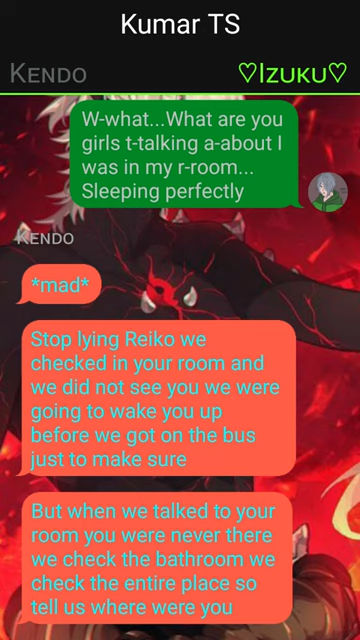 Kumar TS
KENDO
♡IZUKU♡
W-what...What are you
girls t-talking a-about I
was in my r-room...
Sleeping perfectly
KENDO
*mad*
Stop lying Reiko we
checked in your room and
we did not see you we were
going to wake you up
before we got on the bus
just to make sure
But when we talked to your
room you were never there
we check the bathroom we
check the entire place so
tell us where were you